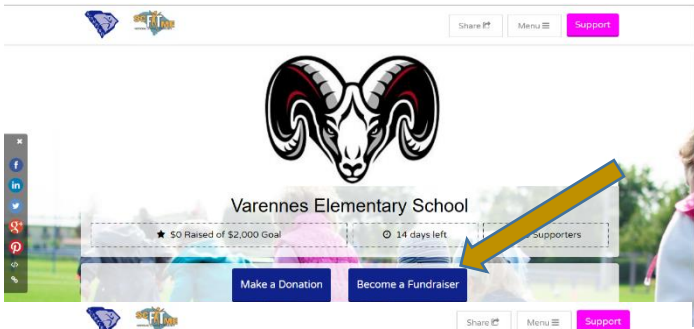 Share Menu Support
Varennes Elementary School
$0 Raised of $2,000 Goal 14 days left Supporters
Make a Donation Become a Fundraiser
Share Menu Support